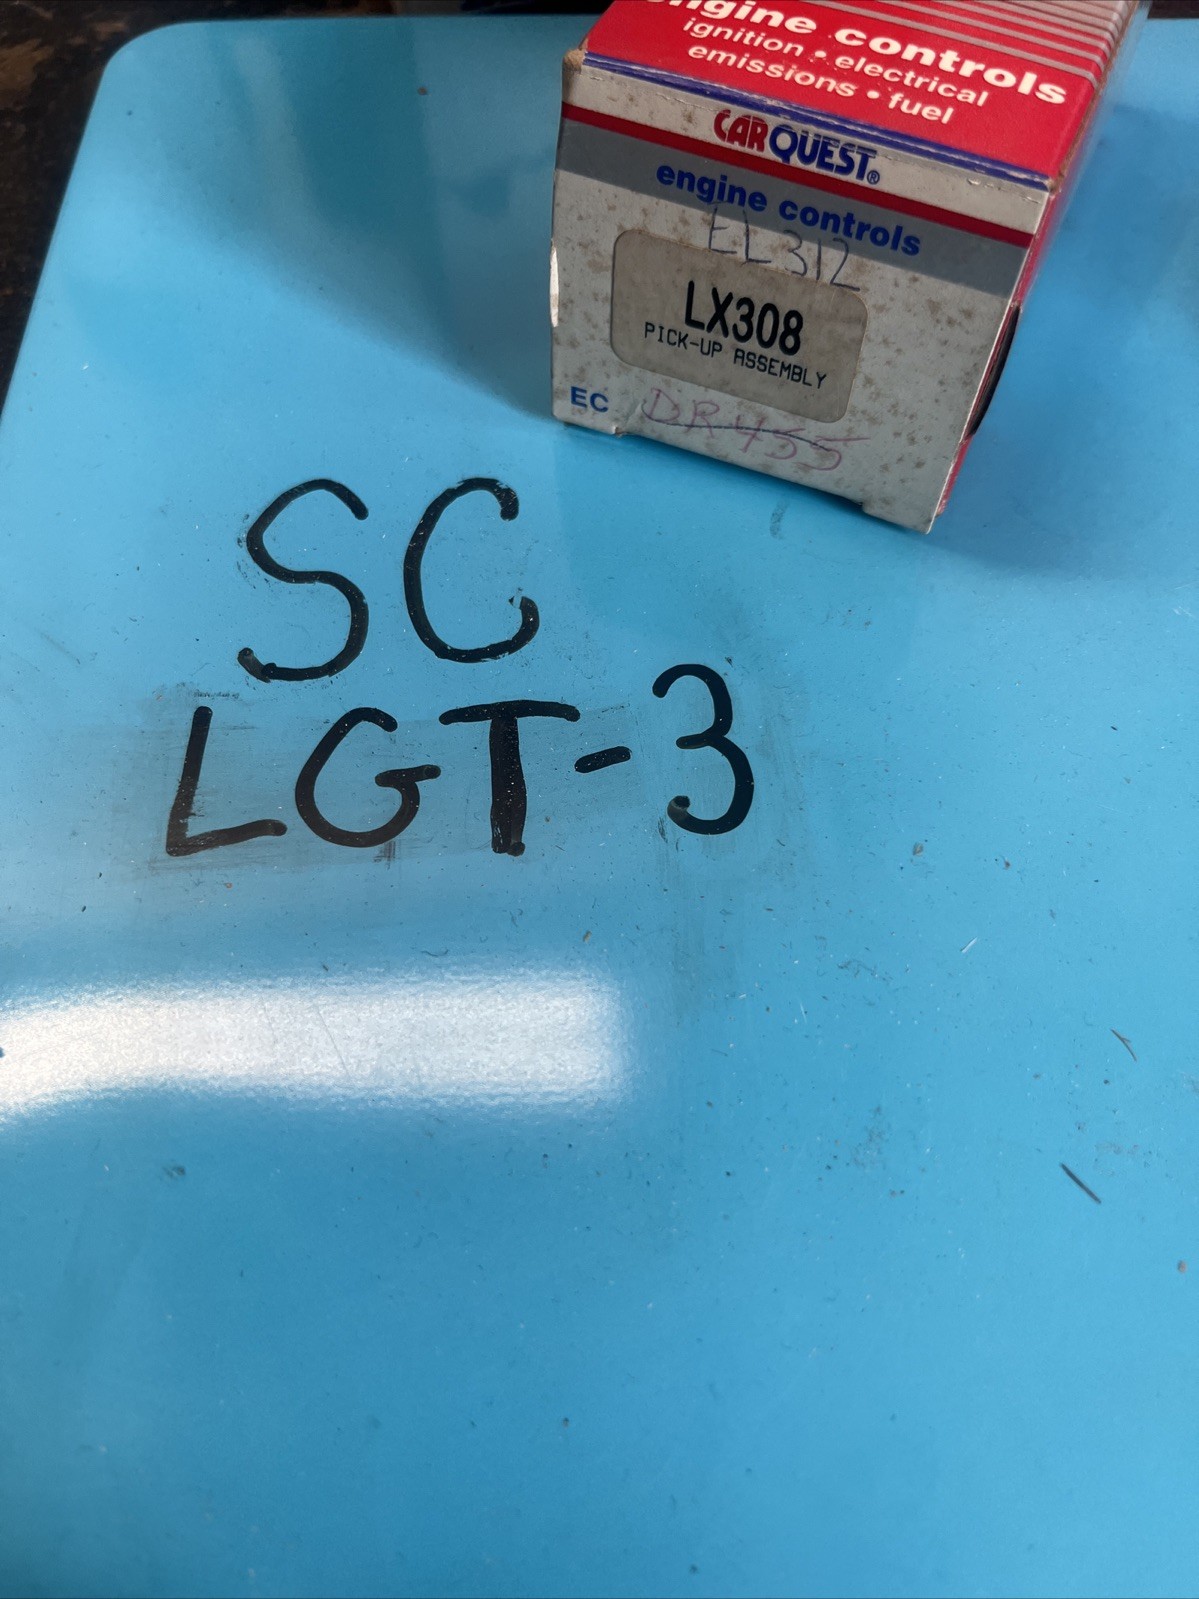 engine controls
ignition • electrical
emissions • fuel
CARQUEST®
engine controls
EL312
LX308
PICK-UP ASSEMBLY
EC DR455
SC
LGT-3